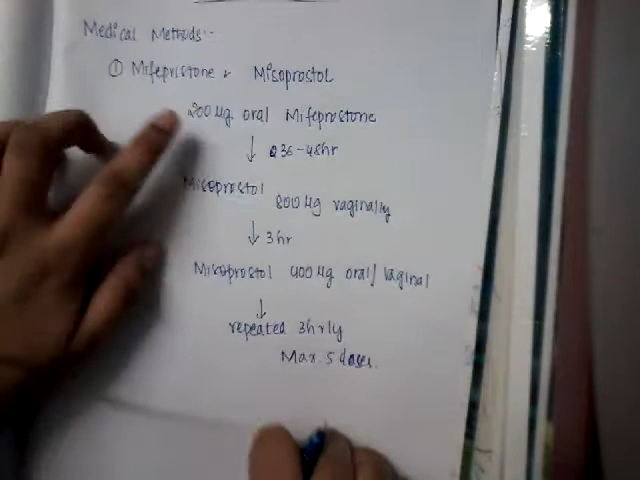 Medical Methods:-
① Mifepristone & Misoprostol
200 µg oral Mifeprostone
↓ 36-48hr
Misoprostol 800 µg vaginally
↓ 3hr
Misoprostol 400 µg oral/vaginal
↓
repeated 3hrly
Max. 5 doses.